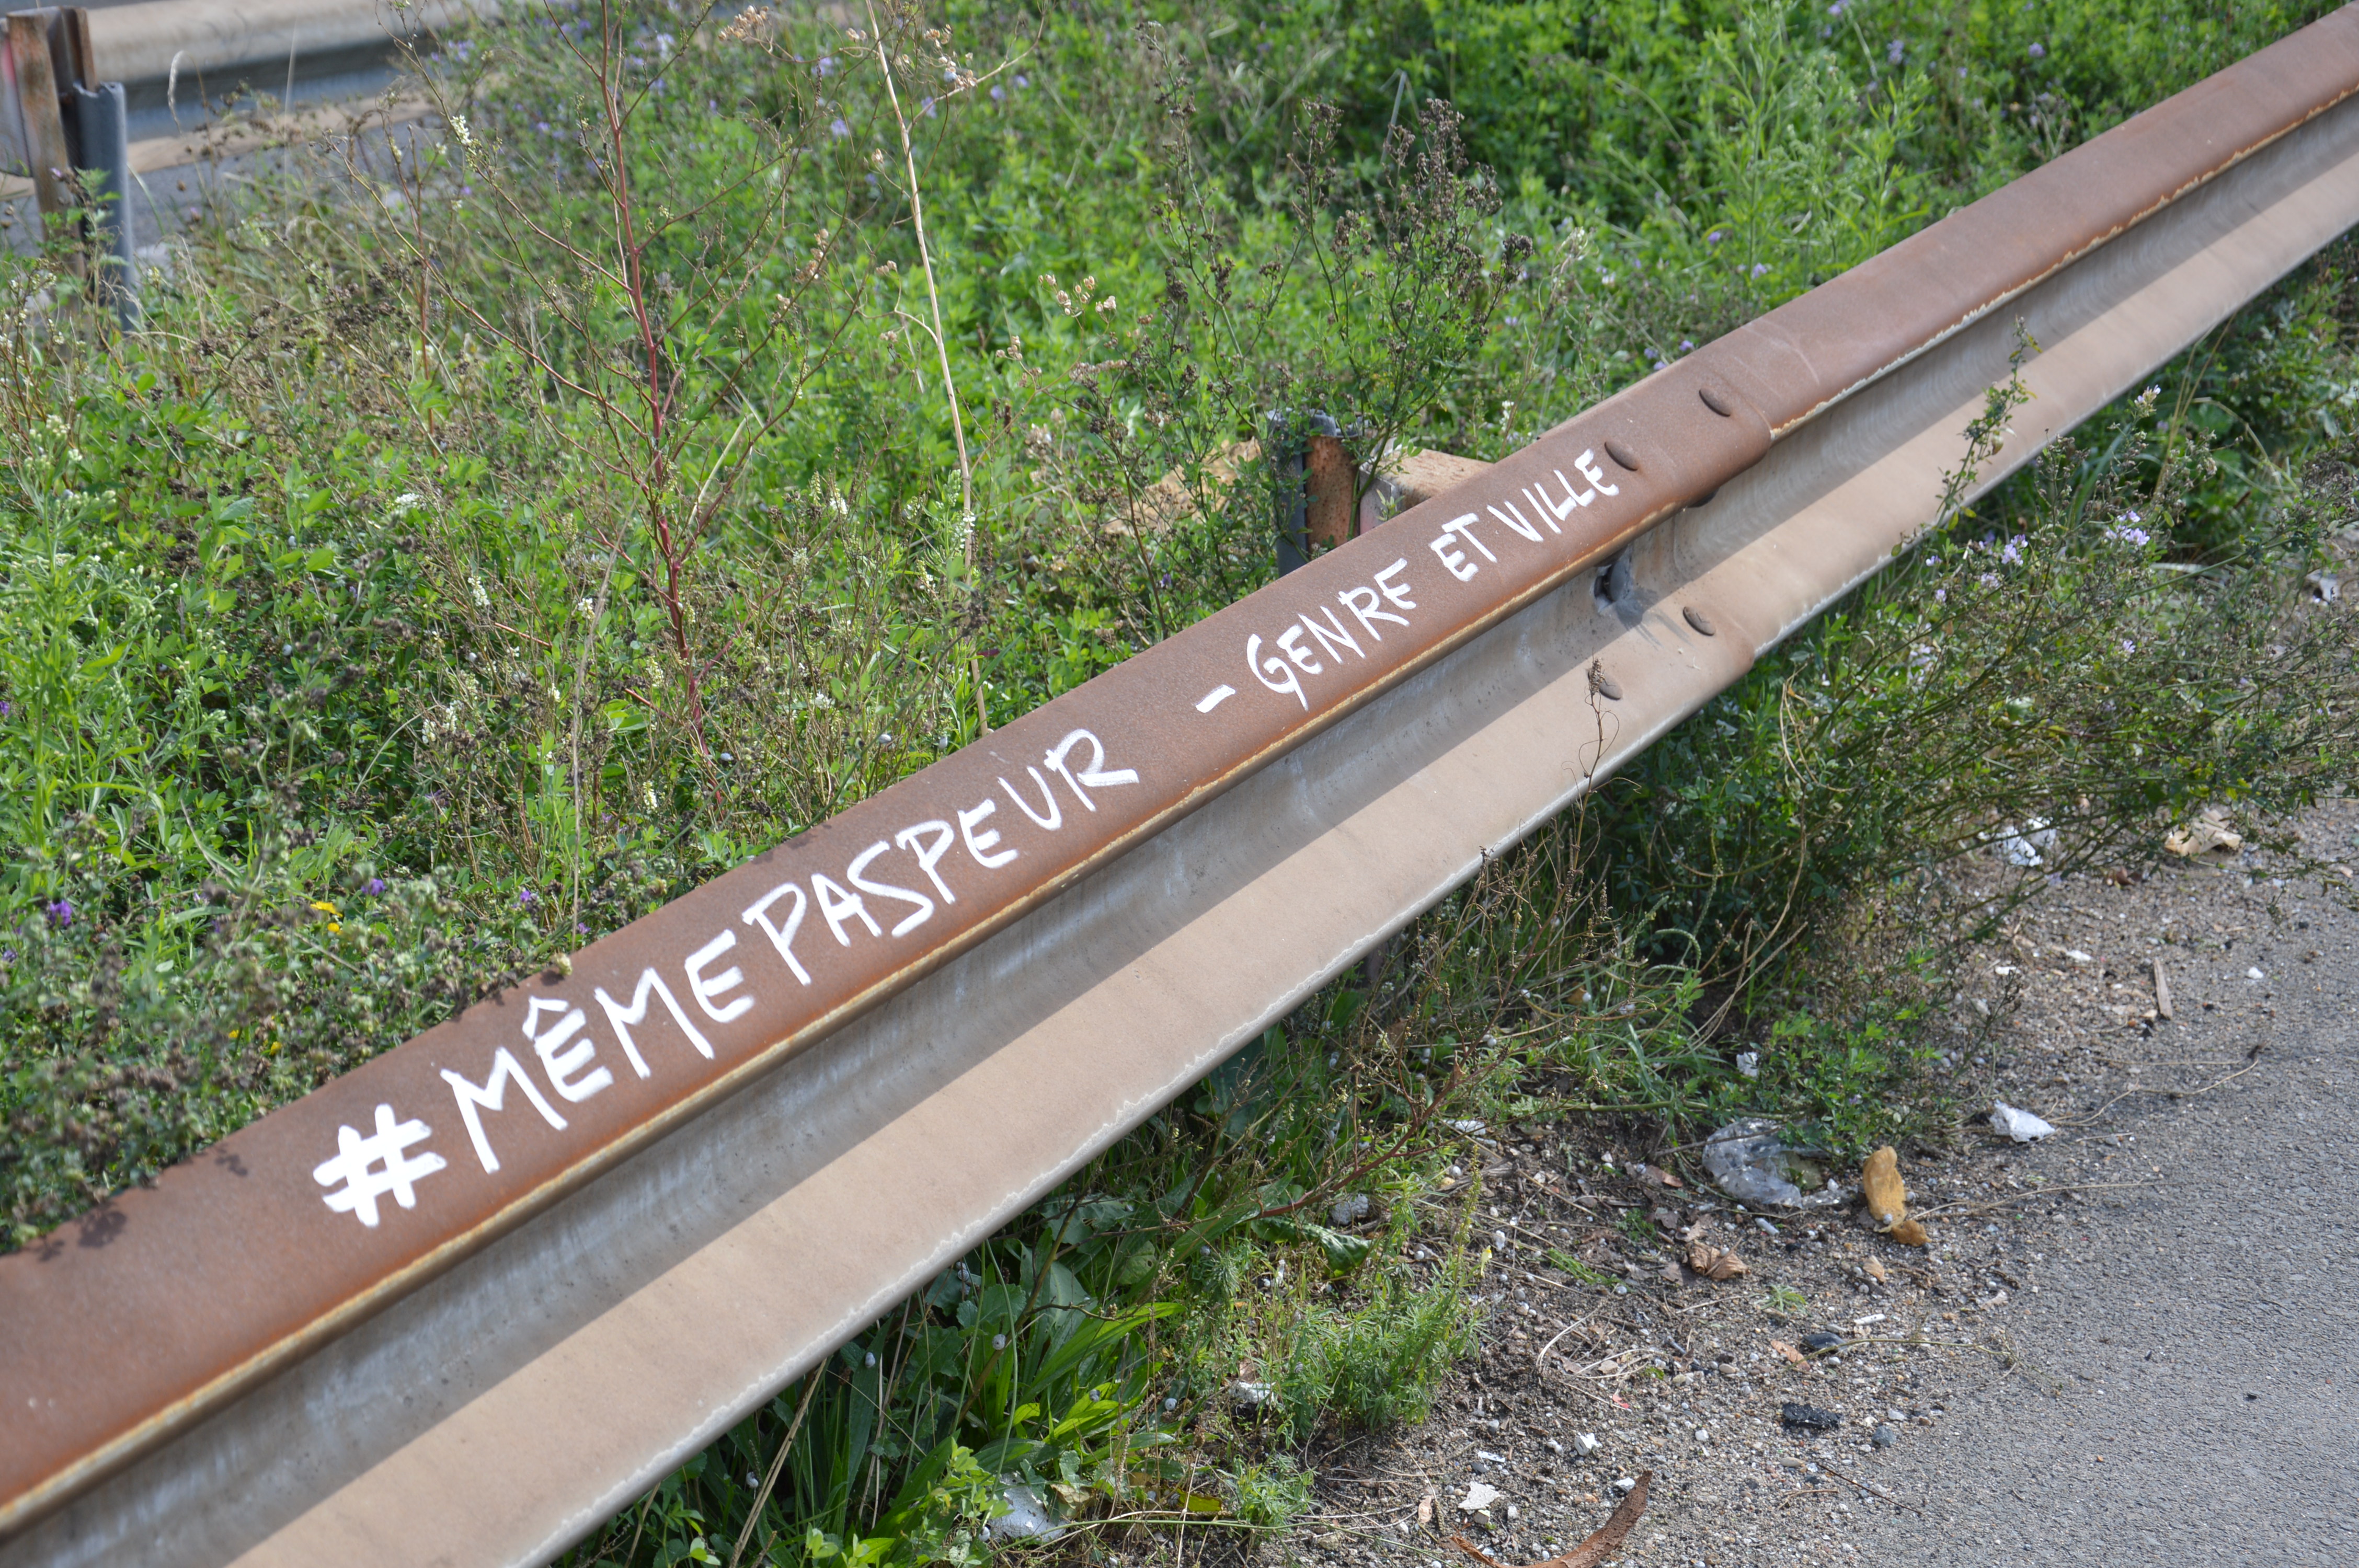 #MÊMEPASPEUR - GENRE ET VILLE